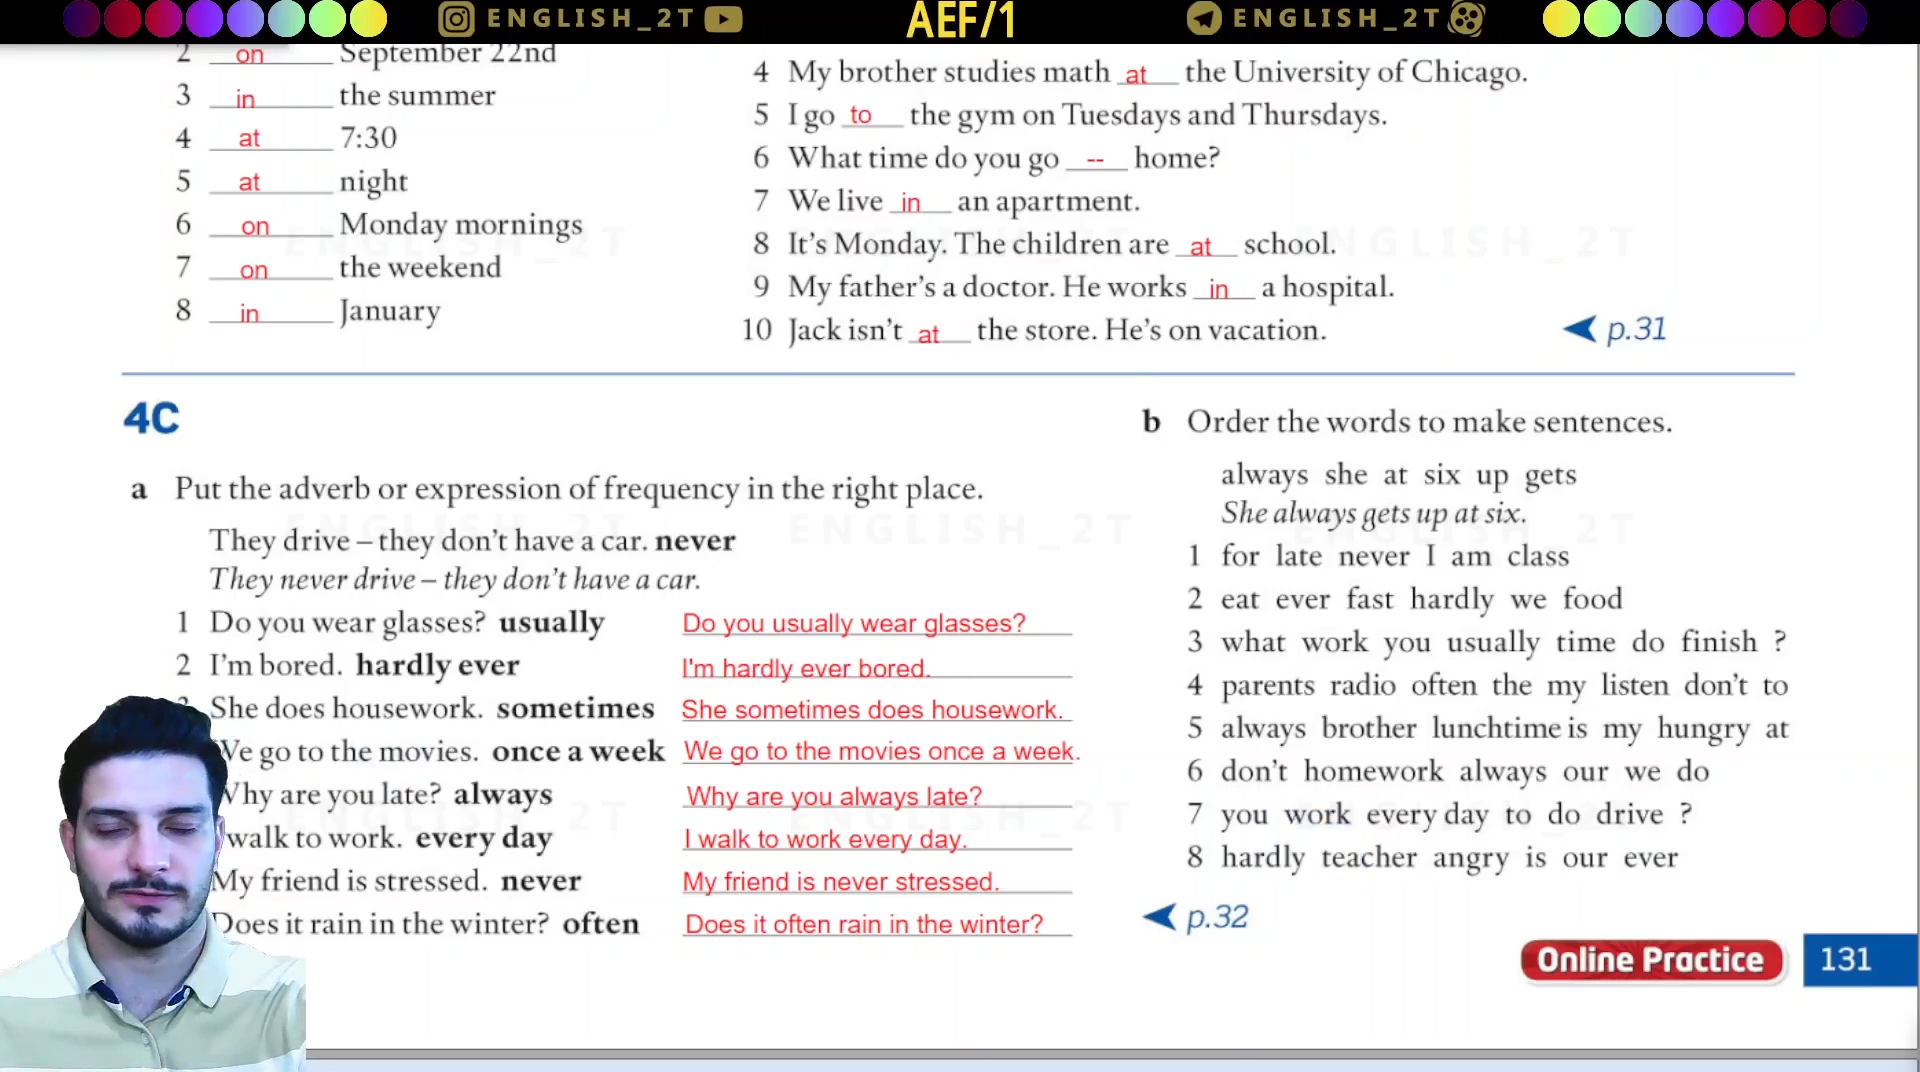 ENGLISH_2T
AEF/1
ENGLISH_2T
2 on September 22nd
3 in the summer
4 at 7:30
5 at night
6 on Monday mornings
7 on the weekend
8 in January
4 My brother studies math at the University of Chicago.
5 I go to the gym on Tuesdays and Thursdays.
6 What time do you go -- home?
7 We live in an apartment.
8 It's Monday. The children are at school.
9 My father's a doctor. He works in a hospital.
10 Jack isn't at the store. He's on vacation.
p.31
4C
a Put the adverb or expression of frequency in the right place.
They drive – they don't have a car. never
They never drive – they don't have a car.
1 Do you wear glasses? usually Do you usually wear glasses?
2 I'm bored. hardly ever I'm hardly ever bored.
She does housework. sometimes She sometimes does housework.
We go to the movies. once a week We go to the movies once a week.
Why are you late? always Why are you always late?
walk to work. every day I walk to work every day.
My friend is stressed. never My friend is never stressed.
Does it rain in the winter? often Does it often rain in the winter?
b Order the words to make sentences.
always she at six up gets
She always gets up at six.
1 for late never I am class
2 eat ever fast hardly we food
3 what work you usually time do finish ?
4 parents radio often the my listen don't to
5 always brother lunchtime is my hungry at
6 don't homework always our we do
7 you work every day to do drive ?
8 hardly teacher angry is our ever
p.32
Online Practice
131
ENGLISH_2T
ENGLISH_2T
ENGLISH_2T
ENGLISH_2T
ENGLISH_2T